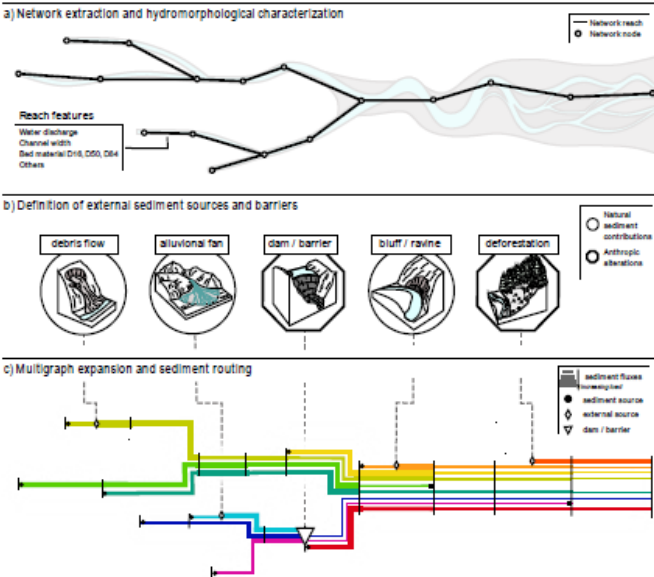 a) Network extraction and hydromorphological characterization
Network reach
Network node
Reach features
Water discharge
Channel width
Bed material D16, D50, D84
Others
b) Definition of external sediment sources and barriers
Natural
sediment
contributions
Anthropic
alterations
debris flow
alluvional fan
dam / barrier
bluff / ravine
deforestation
c) Multigraph expansion and sediment routing
sediment fluxes
increasing load
sediment source
external source
dam / barrier